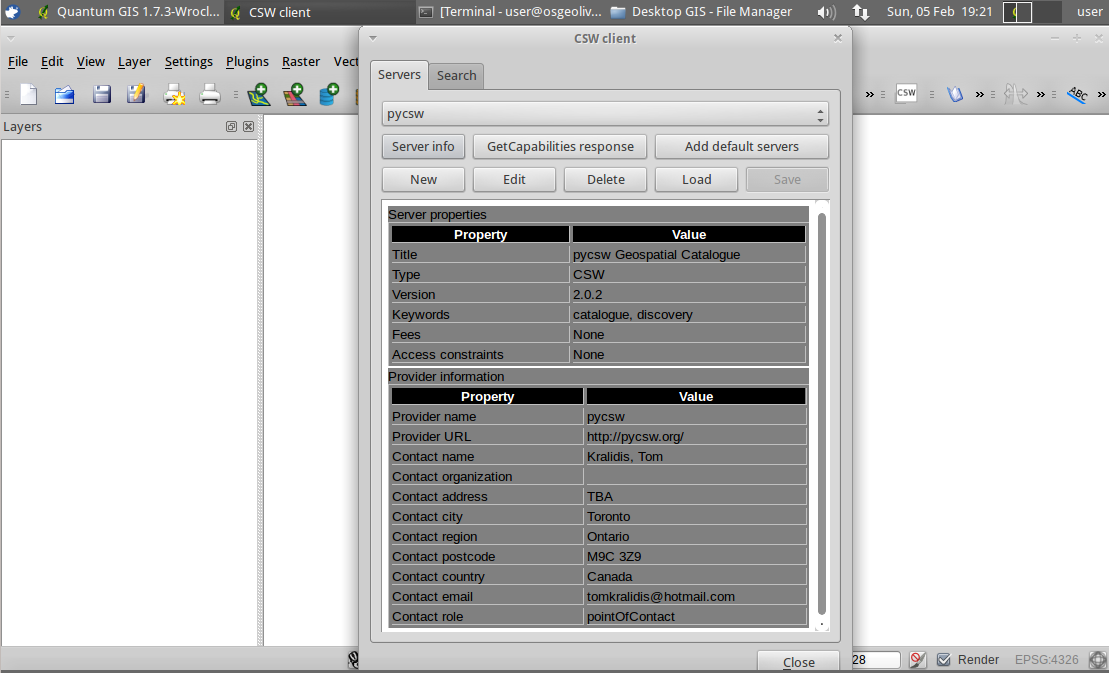 Quantum GIS 1.7.3-Wrocl... CSW client [Terminal - user@osgeoliv... Desktop GIS - File Manager Sun, 05 Feb 19:21 user
CSW client
File Edit View Layer Settings Plugins Raster Vect
Servers Search
CSW
ABC
Layers
pycsw
Server info GetCapabilities response Add default servers
New Edit Delete Load Save
Server properties
Property Value
Title pycsw Geospatial Catalogue
Type CSW
Version 2.0.2
Keywords catalogue, discovery
Fees None
Access constraints None
Provider information
Property Value
Provider name pycsw
Provider URL http://pycsw.org/
Contact name Kralidis, Tom
Contact organization
Contact address TBA
Contact city Toronto
Contact region Ontario
Contact postcode M9C 3Z9
Contact country Canada
Contact email tomkralidis@hotmail.com
Contact role pointOfContact
Close 28 Render EPSG:4326